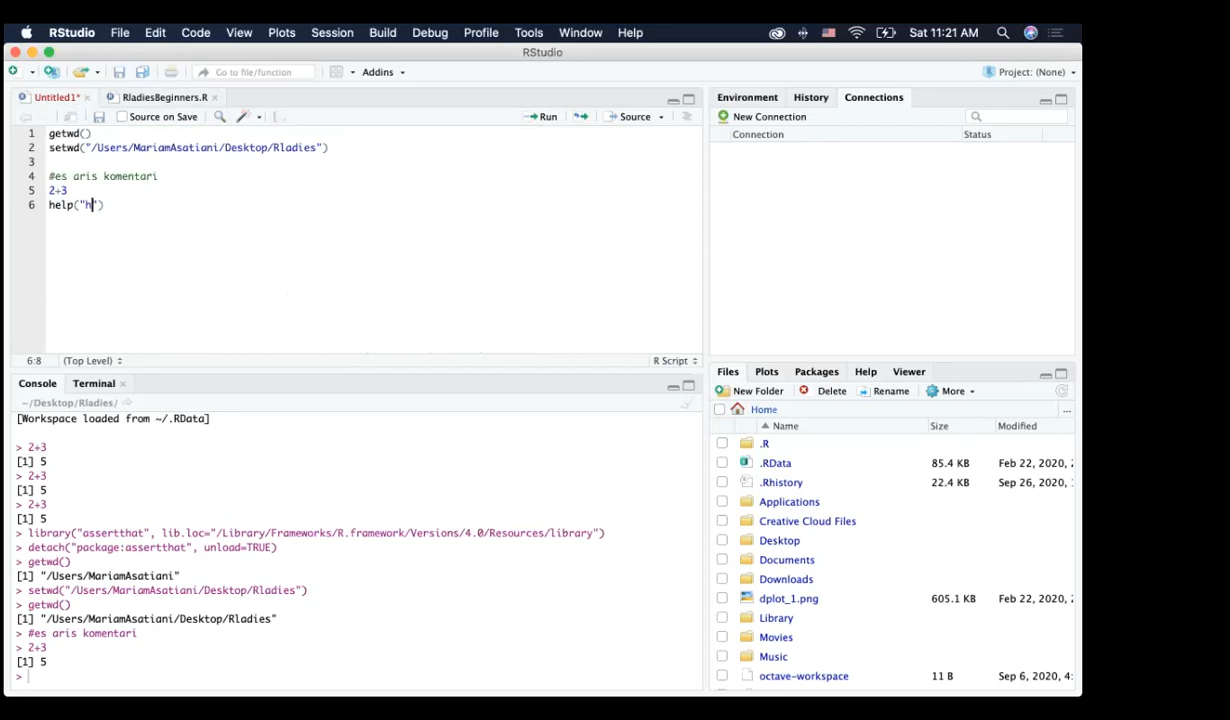 RStudio File Edit Code View Plots Session Build Debug Profile Tools Window Help Sat 11:21 AM
RStudio
Go to file/function Addins Project: (None)
Untitled1* RladiesBeginners.R
Source on Save Run Source
1 getwd()
2 setwd("/Users/MariamAsatiani/Desktop/Rladies")
3
4 #es aris komentari
5 2+3
6 help("h")
6:8 (Top Level) R Script
Console Terminal
~/Desktop/Rladies/
[Workspace loaded from ~/.RData]
> 2+3
[1] 5
> 2+3
[1] 5
> 2+3
[1] 5
> library("assertthat", lib.loc="/Library/Frameworks/R.framework/Versions/4.0/Resources/library")
> detach("package:assertthat", unload=TRUE)
> getwd()
[1] "/Users/MariamAsatiani"
> setwd("/Users/MariamAsatiani/Desktop/Rladies")
> getwd()
[1] "/Users/MariamAsatiani/Desktop/Rladies"
> #es aris komentari
> 2+3
[1] 5
>
Environment History Connections
New Connection
Connection Status
Files Plots Packages Help Viewer
New Folder Delete Rename More
Home ...
Name Size Modified
.R
.RData 85.4 KB Feb 22, 2020,
.Rhistory 22.4 KB Sep 26, 2020,
Applications
Creative Cloud Files
Desktop
Documents
Downloads
dplot_1.png 605.1 KB Feb 22, 2020,
Library
Movies
Music
octave-workspace 11 B Sep 6, 2020, 4: